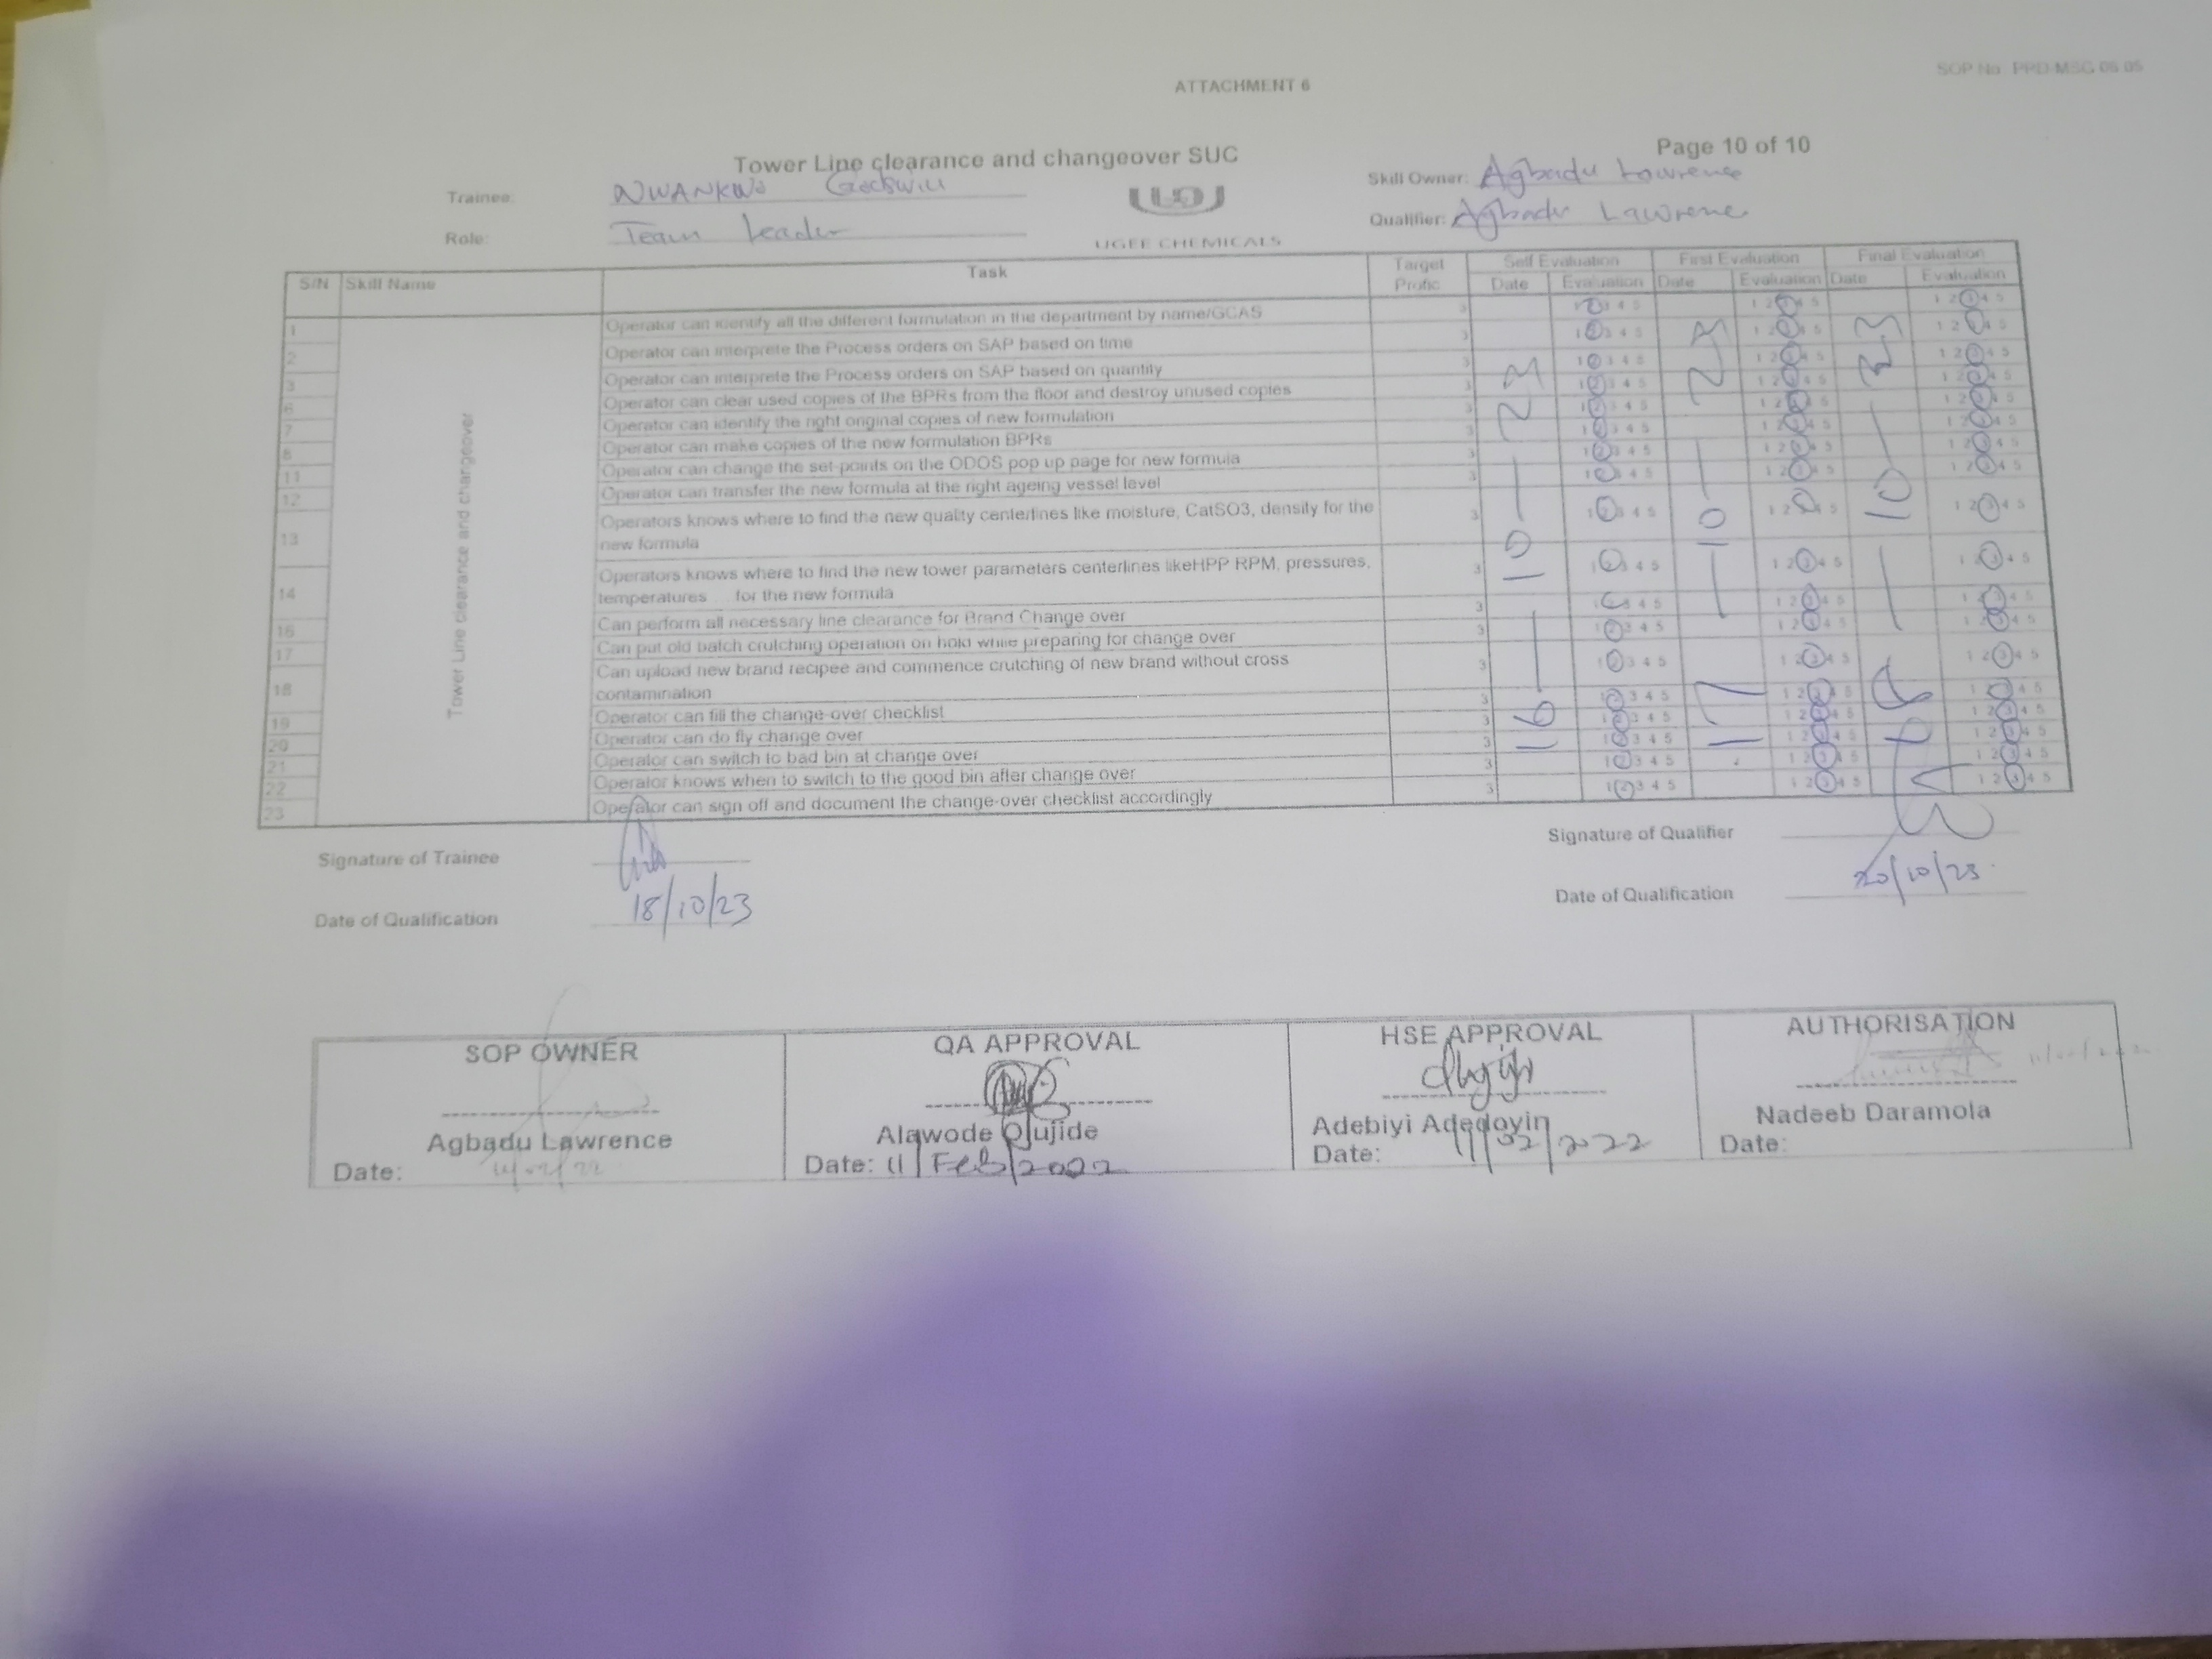 SOP No: PRD-MSG 06.05
ATTACHMENT 6
Page 10 of 10
Tower Line clearance and changeover SUC
Trainee: NWANKWO Godswill
Skill Owner: Agbadu Lawrence
Role: Team Leader
UGEE CHEMICALS
Qualifier: Agbadu Lawrence
S/N Skill Name Task Target Profic Self Evaluation First Evaluation Final Evaluation
Date Evaluation Date Evaluation Date Evaluation
Tower Line clearance and changeover
1 Operator can identify all the different formulation in the department by name/GCAS 3 1 2 3 4 5 1 2 3 4 5 1 2 3 4 5
2 Operator can interprete the Process orders on SAP based on time 3 1 2 3 4 5 1 2 3 4 5 1 2 3 4 5
3 Operator can interprete the Process orders on SAP based on quantity 3 1 2 3 4 5 1 2 3 4 5 1 2 3 4 5
6 Operator can clear used copies of the BPRs from the floor and destroy unused copies 3 1 2 3 4 5 1 2 3 4 5 1 2 3 4 5
7 Operator can identify the right original copies of new formulation 3 1 2 3 4 5 1 2 3 4 5 1 2 3 4 5
8 Operator can make copies of the new formulation BPRs 3 1 2 3 4 5 1 2 3 4 5 1 2 3 4 5
11 Operator can change the set-points on the ODOS pop up page for new formula 3 1 2 3 4 5 1 2 3 4 5 1 2 3 4 5
12 Operator can transfer the new formula at the right ageing vessel level 3 1 2 3 4 5 1 2 3 4 5 1 2 3 4 5
13 Operators knows where to find the new quality centerlines like moisture, CatSO3, density for the
new formula 3 1 2 3 4 5 1 2 3 4 5 1 2 3 4 5
14 Operators knows where to find the new tower parameters centerlines likeHPP RPM, pressures,
temperatures ... for the new formula 3 1 2 3 4 5 1 2 3 4 5 1 2 3 4 5
16 Can perform all necessary line clearance for Brand Change over 3 1 2 3 4 5 1 2 3 4 5 1 2 3 4 5
17 Can put old batch crutching operation on hold while preparing for change over 3 1 2 3 4 5 1 2 3 4 5 1 2 3 4 5
18 Can upload new brand recipee and commence crutching of new brand without cross
contamination 3 1 2 3 4 5 1 2 3 4 5 1 2 3 4 5
19 Operator can fill the change-over checklist 3 1 2 3 4 5 1 2 3 4 5 1 2 3 4 5
20 Operator can do fly change over 3 1 2 3 4 5 1 2 3 4 5 1 2 3 4 5
21 Operator can switch to bad bin at change over 3 1 2 3 4 5 1 2 3 4 5 1 2 3 4 5
22 Operator knows when to switch to the good bin after change over 3 1 2 3 4 5 1 2 3 4 5 1 2 3 4 5
23 Operator can sign off and document the change-over checklist accordingly 3 1 2 3 4 5 1 2 3 4 5 1 2 3 4 5
Signature of Trainee
Signature of Qualifier
Date of Qualification 18/10/23
Date of Qualification 20/10/23
SOP OWNER QA APPROVAL HSE APPROVAL AUTHORISATION
Agbadu Lawrence Alawode Olujide Adebiyi Adedoyin Nadeeb Daramola
Date: 11/02/22 Date: 11/Feb/2022 Date: 11/02/2022 Date: